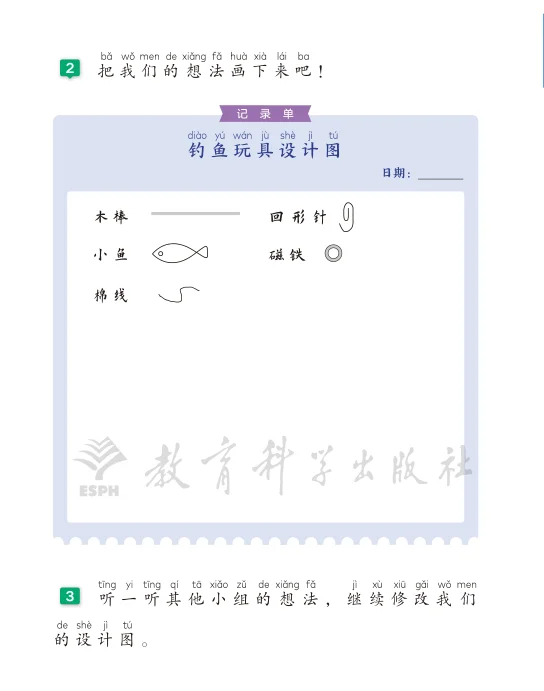 bǎ wǒ men de xiǎng fǎ huà xià lái ba
2 把我们的想法画下来吧！
记录单
diào yú wán jù shè jì tú
钓鱼玩具设计图
日期：______
木棒 回形针
小鱼 磁铁
棉线
ESPH 教育科学出版社
tīng yi tīng qí tā xiǎo zǔ de xiǎng fǎ jì xù xiū gǎi wǒ men
3 听一听其他小组的想法，继续修改我们
de shè jì tú
的设计图。